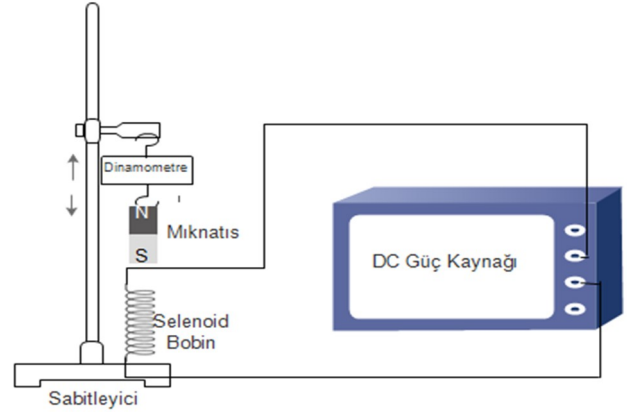 Dinamometre
N
Mıknatıs
S
DC Güç Kaynağı
Selenoid
Bobin
Sabitleyici